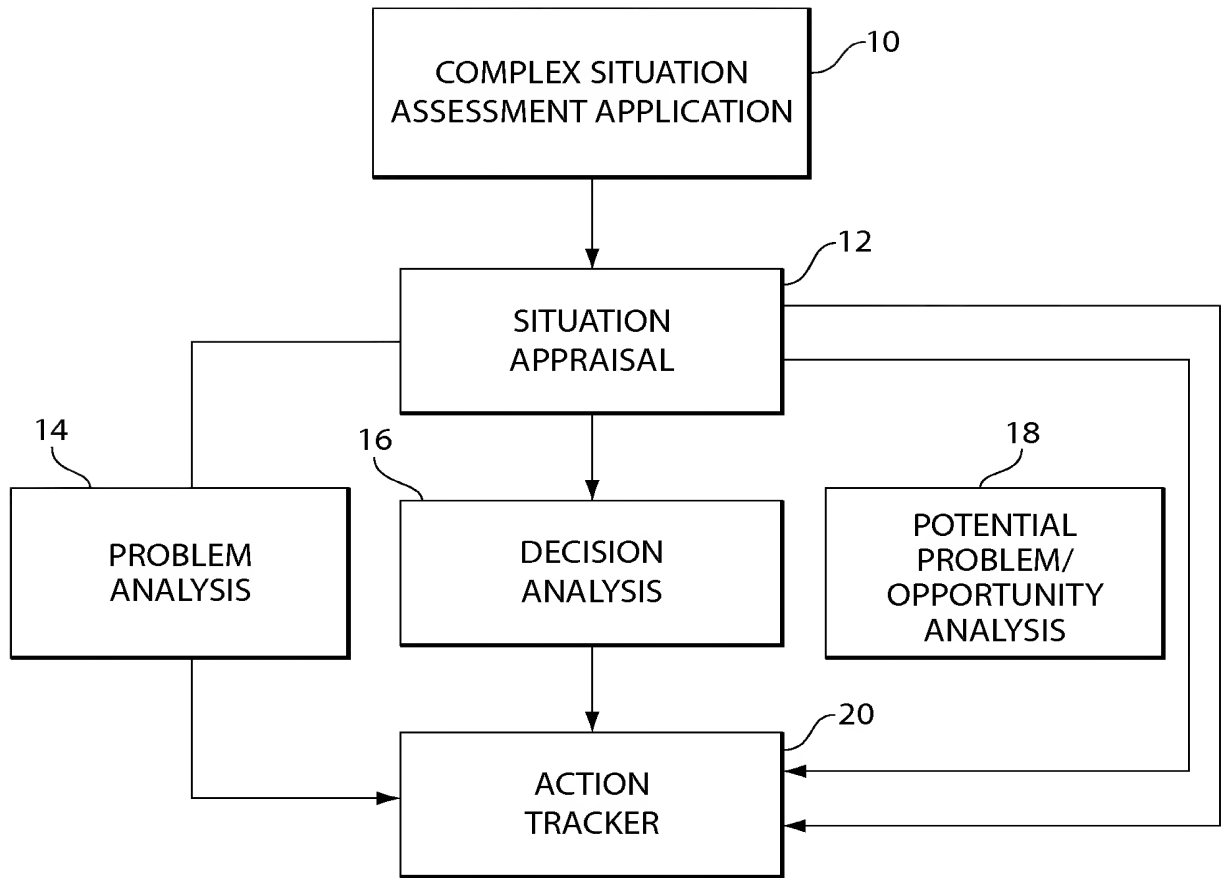 10
COMPLEX SITUATION
ASSESSMENT APPLICATION
12
SITUATION
APPRAISAL
14
PROBLEM
ANALYSIS
16
DECISION
ANALYSIS
18
POTENTIAL
PROBLEM/
OPPORTUNITY
ANALYSIS
20
ACTION
TRACKER